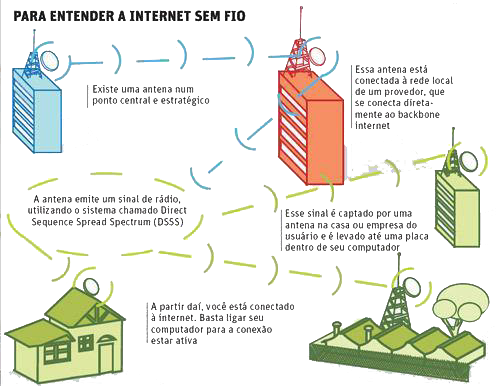 PARA ENTENDER A INTERNET SEM FIO
Existe uma antena num
ponto central e estratégico
Essa antena está
conectada à rede local
de um provedor, que
se conecta direta-
mente ao backbone
internet
A antena emite um sinal de rádio,
utilizando o sistema chamado Direct
Sequence Spread Spectrum (DSSS)
Esse sinal é captado por uma
antena na casa ou empresa do
usuário e é levado até uma placa
dentro de seu computador
A partir daí, você está conectado
à internet. Basta ligar seu
computador para a conexão
estar ativa